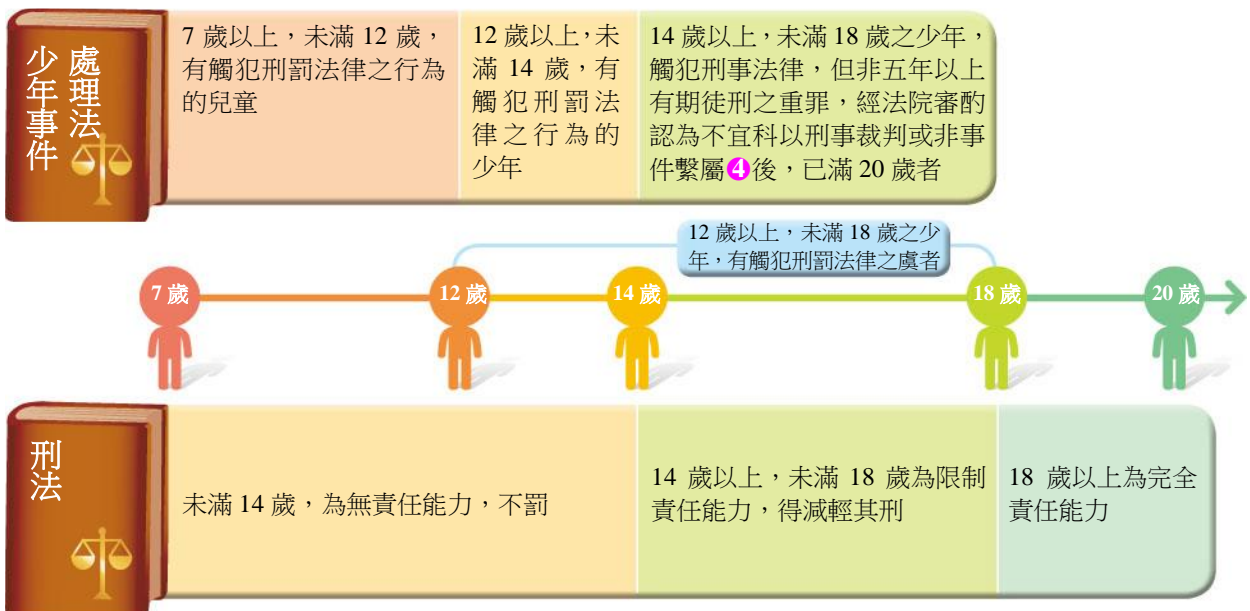 少年事件
處理法
7 歲以上，未滿 12 歲，
有觸犯刑罰法律之行為
的兒童
12 歲以上，未
滿 14 歲，有
觸犯刑罰法
律之行為的
少年
14 歲以上，未滿 18 歲之少年，
觸犯刑事法律，但非五年以上
有期徒刑之重罪，經法院審酌
認為不宜科以刑事裁判或非事
件繫屬❹後，已滿 20 歲者
12 歲以上，未滿 18 歲之少
年，有觸犯刑罰法律之虞者
7 歲
12 歲
14 歲
18 歲
20 歲
刑法
未滿 14 歲，為無責任能力，不罰
14 歲以上，未滿 18 歲為限制
責任能力，得減輕其刑
18 歲以上為完全
責任能力